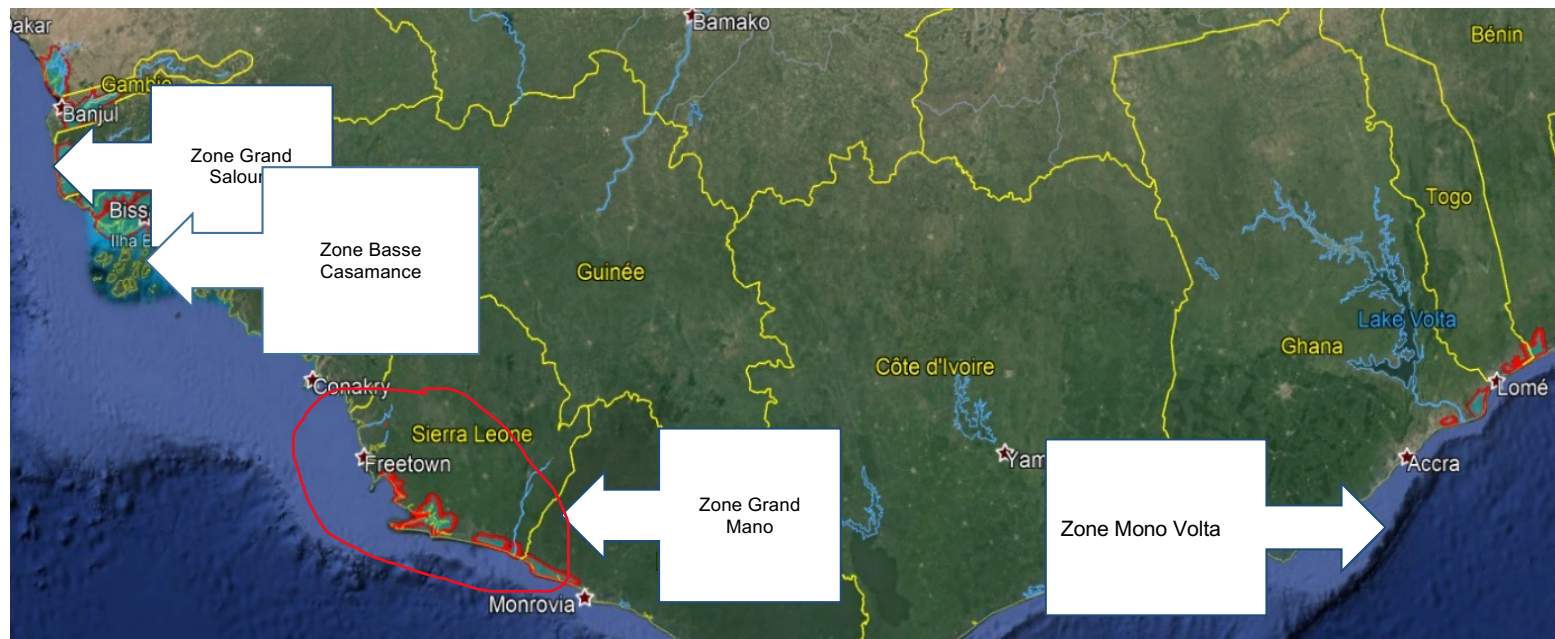 Dakar
Bamako
Bénin
Gambie
Banjul
Zone Grand
Saloum
Biss
Ilha
Zone Basse
Casamance
Guinée
Togo
Lake Volta
Ghana
Côte d'Ivoire
Lomé
Conakry
Sierra Leone
Freetown
Yam
Accra
Zone Grand
Mano
Zone Mono Volta
Monrovia